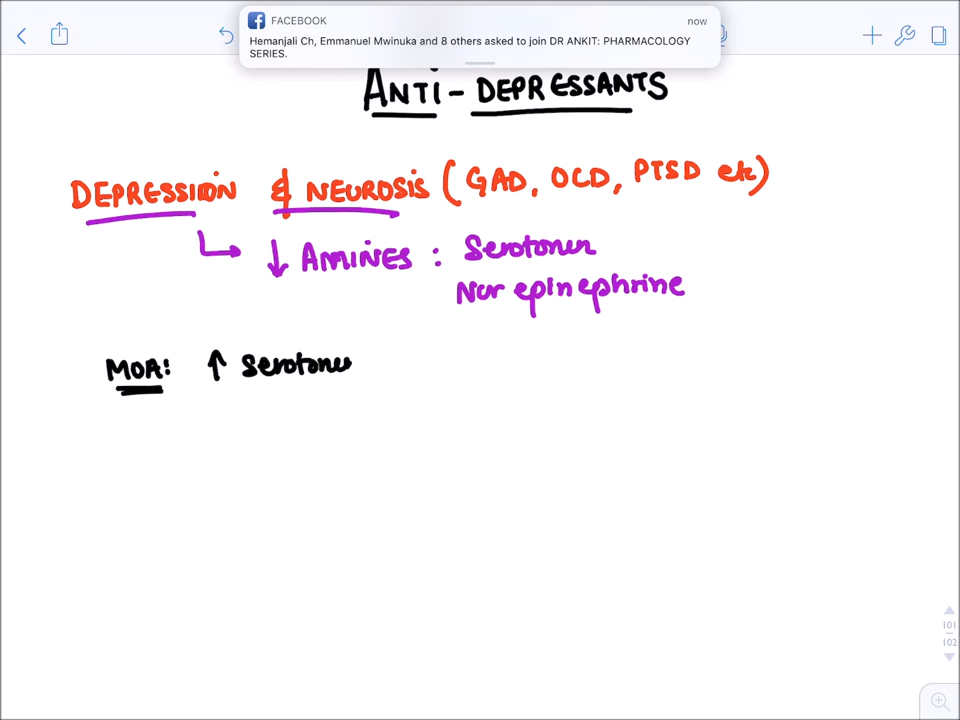 FACEBOOK
now
Hemanjali Ch, Emmanuel Mwinuka and 8 others asked to join DR ANKIT: PHARMACOLOGY
SERIES.
ANTI - DEPRESSANTS
DEPRESSION & NEUROSIS (GAD, OCD, PTSD etc)
↓ AMINES : Serotonin
Nor epinephrine
MOA: ↑ Serotonin
101
102